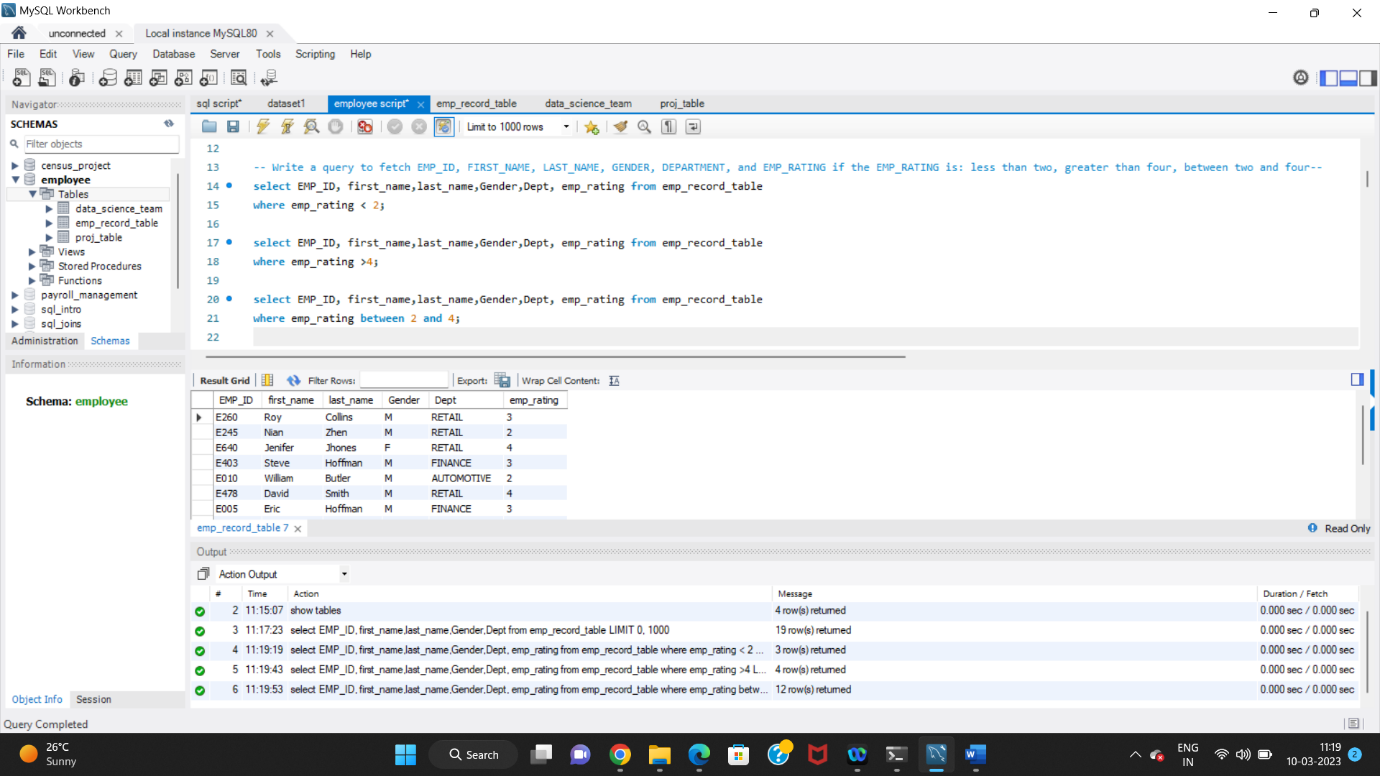 MySQL Workbench
unconnected
Local instance MySQL80
File Edit View Query Database Server Tools Scripting Help
Navigator
SCHEMAS
Filter objects
census_project
employee
Tables
data_science_team
emp_record_table
proj_table
Views
Stored Procedures
Functions
payroll_management
sql_intro
sql_joins
Administration Schemas
Information
Schema: employee
Object Info Session
sql script* dataset1 employee script* emp_record_table data_science_team proj_table
Limit to 1000 rows
12
13 -- Write a query to fetch EMP_ID, FIRST_NAME, LAST_NAME, GENDER, DEPARTMENT, and EMP_RATING if the EMP_RATING is: less than two, greater than four, between two and four--
14 select EMP_ID, first_name,last_name,Gender,Dept, emp_rating from emp_record_table
15 where emp_rating < 2;
16
17 select EMP_ID, first_name,last_name,Gender,Dept, emp_rating from emp_record_table
18 where emp_rating >4;
19
20 select EMP_ID, first_name,last_name,Gender,Dept, emp_rating from emp_record_table
21 where emp_rating between 2 and 4;
22
Result Grid Filter Rows: Export: Wrap Cell Content:
EMP_ID first_name last_name Gender Dept emp_rating
E260 Roy Collins M RETAIL 3
E245 Nian Zhen M RETAIL 2
E640 Jenifer Jhones F RETAIL 4
E403 Steve Hoffman M FINANCE 3
E010 William Butler M AUTOMOTIVE 2
E478 David Smith M RETAIL 4
E005 Eric Hoffman M FINANCE 3
emp_record_table 7
Read Only
Output
Action Output
# Time Action Message Duration / Fetch
2 11:15:07 show tables 4 row(s) returned 0.000 sec / 0.000 sec
3 11:17:23 select EMP_ID, first_name,last_name,Gender,Dept from emp_record_table LIMIT 0, 1000 19 row(s) returned 0.000 sec / 0.000 sec
4 11:19:19 select EMP_ID, first_name,last_name,Gender,Dept, emp_rating from emp_record_table where emp_rating < 2 ... 3 row(s) returned 0.000 sec / 0.000 sec
5 11:19:43 select EMP_ID, first_name,last_name,Gender,Dept, emp_rating from emp_record_table where emp_rating >4 L... 4 row(s) returned 0.000 sec / 0.000 sec
6 11:19:53 select EMP_ID, first_name,last_name,Gender,Dept, emp_rating from emp_record_table where emp_rating betw... 12 row(s) returned 0.000 sec / 0.000 sec
Query Completed
26°C
Sunny
Search
ENG
IN
11:19
10-03-2023
2